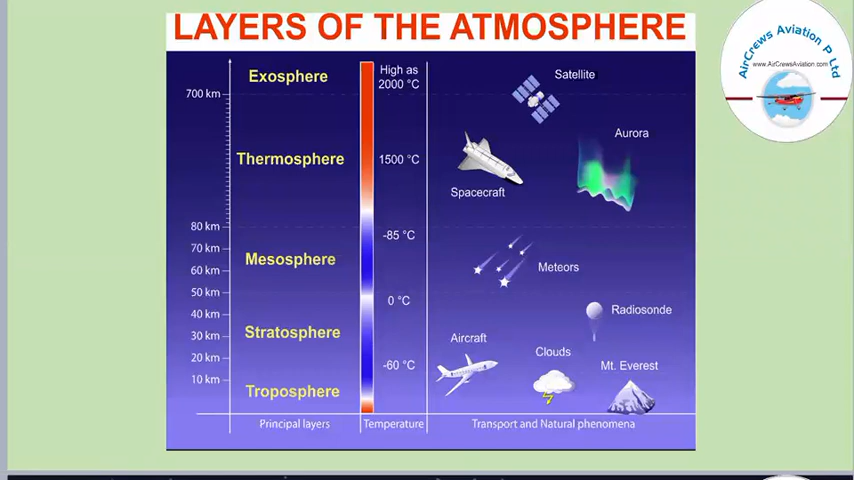 LAYERS OF THE ATMOSPHERE
AirCrews Aviation P Ltd
www.AirCrewsAviation.com
Exosphere
High as
2000 °C
Satellite
700 km
Aurora
Thermosphere
1500 °C
Spacecraft
80 km
-85 °C
70 km
Mesosphere
Meteors
60 km
50 km
0 °C
Radiosonde
40 km
30 km
Stratosphere
Aircraft
Clouds
20 km
-60 °C
Mt. Everest
10 km
Troposphere
Principal layers
Temperature
Transport and Natural phenomena